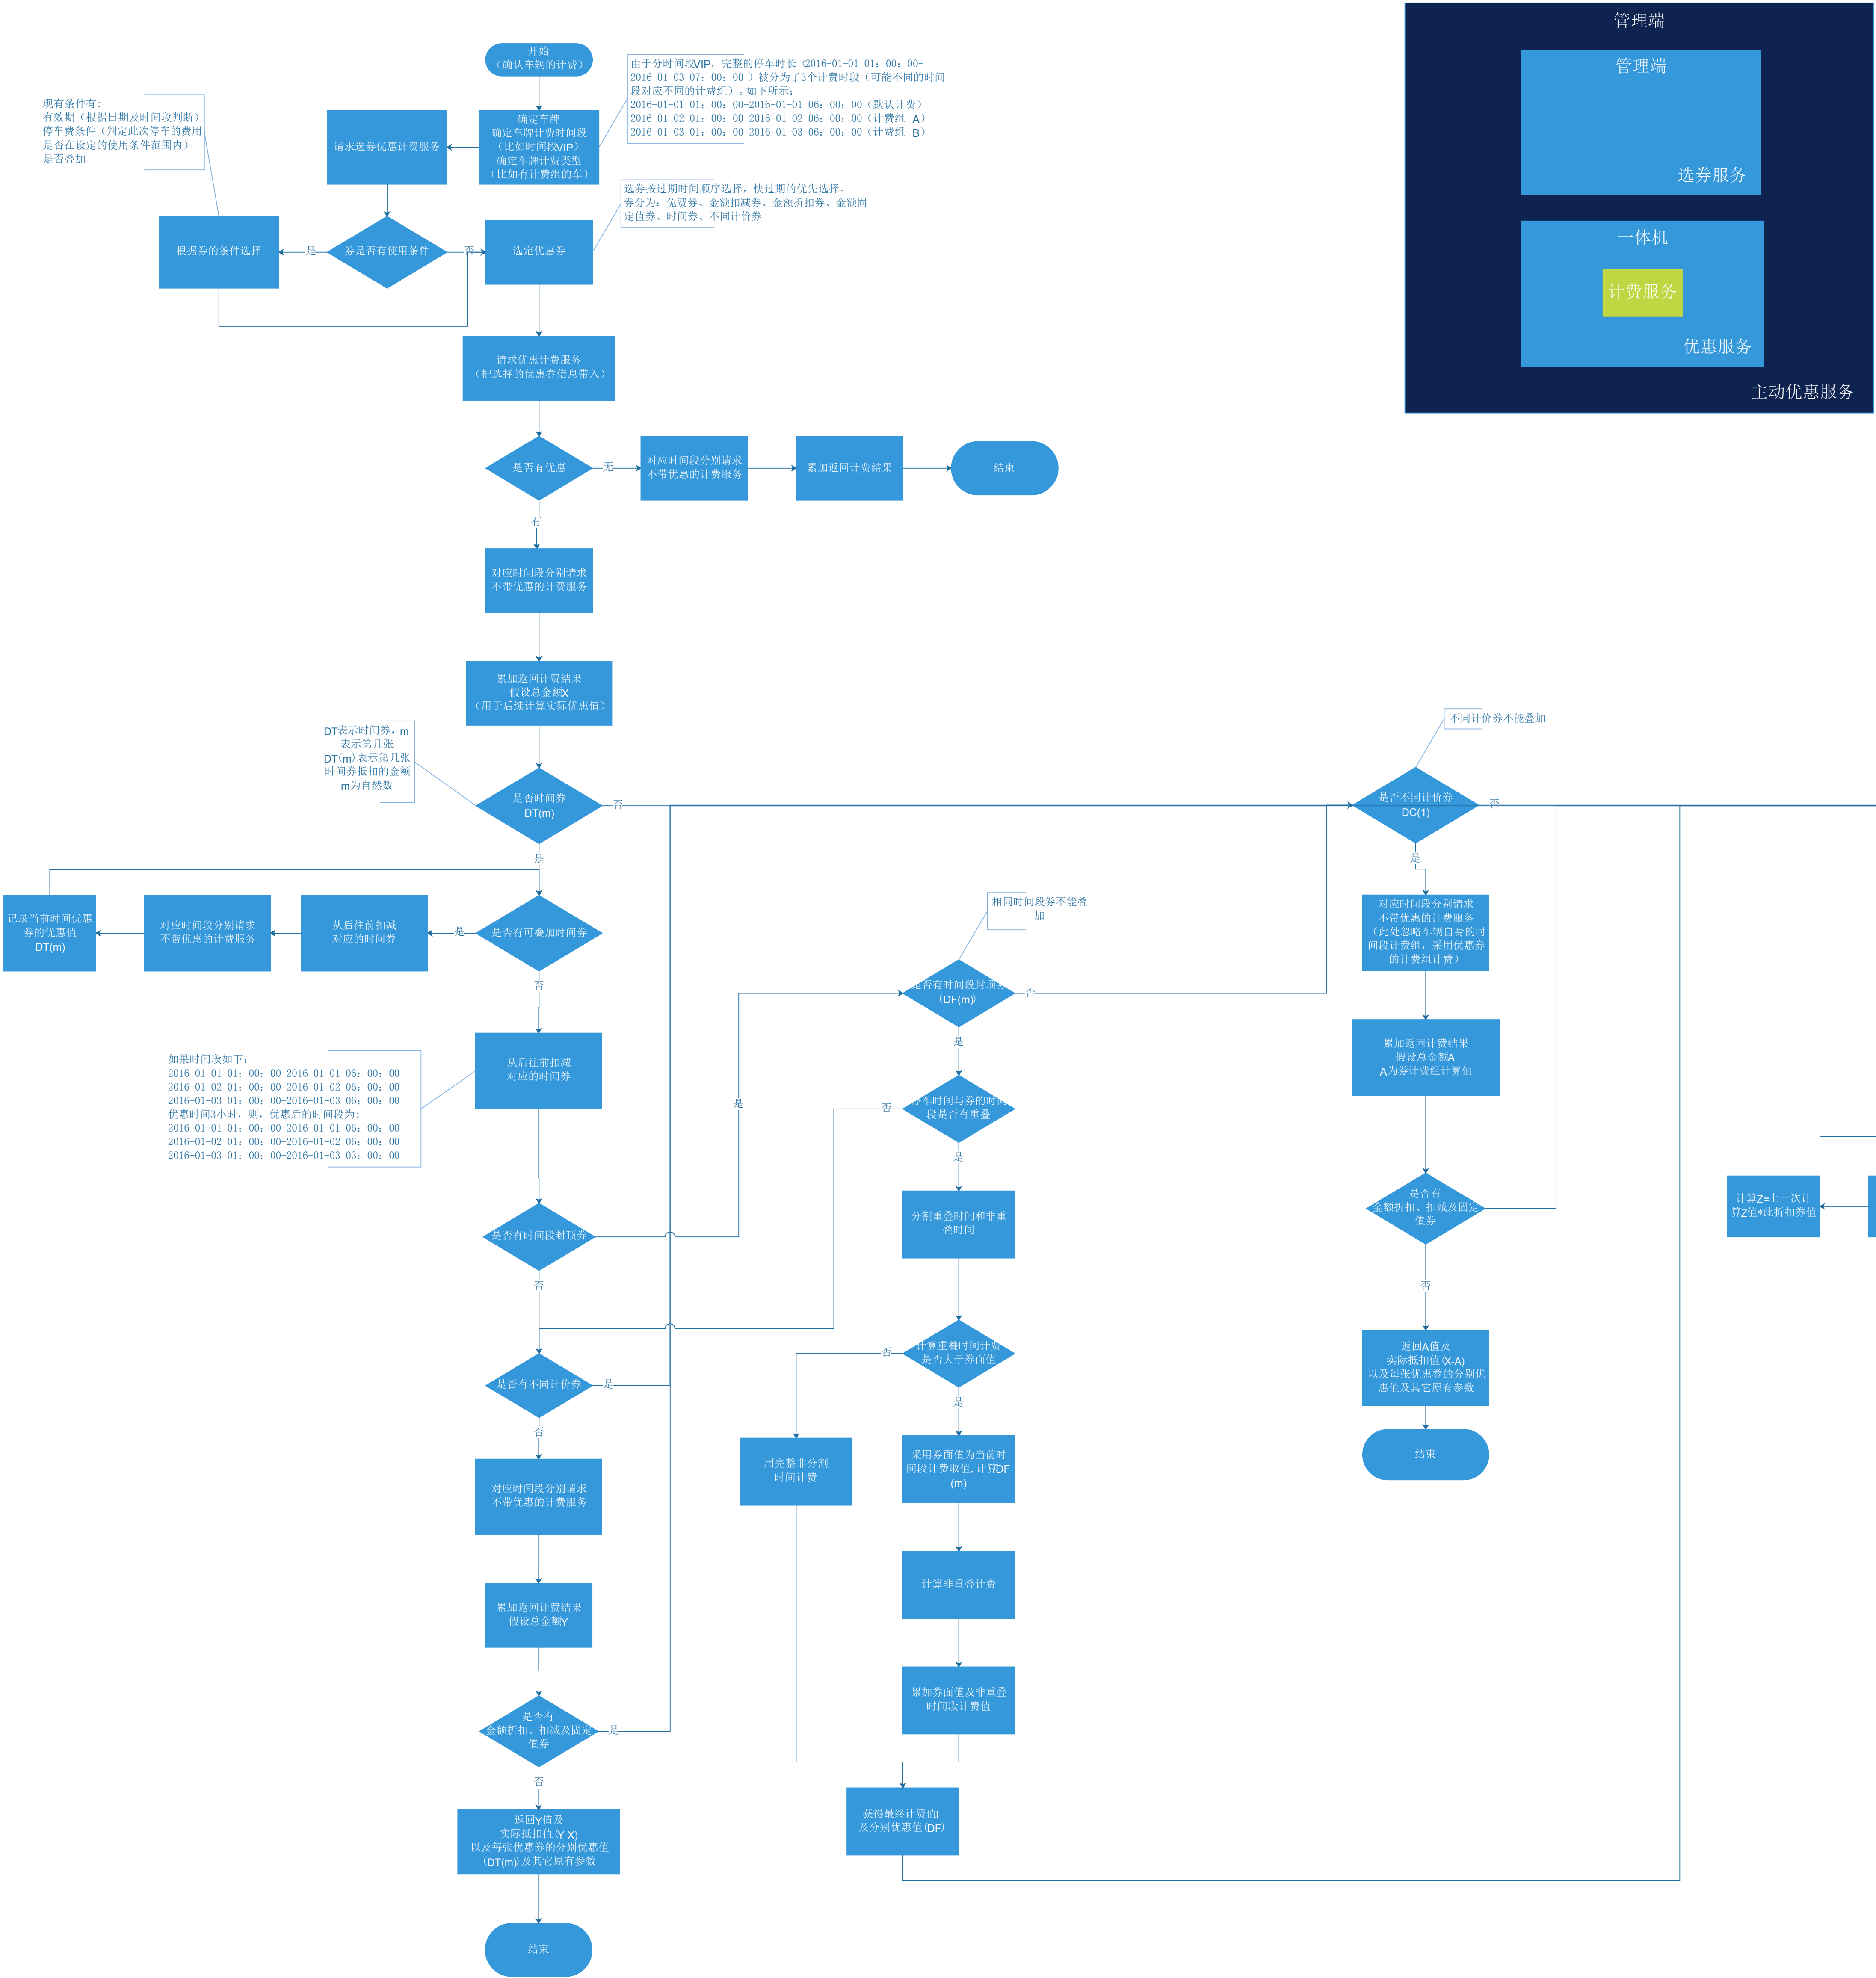 管理端
管理端
选券服务
一体机
计费服务
优惠服务
主动优惠服务
开始
（确认车辆的计费）
由于分时间段VIP，完整的停车时长（2016-01-01 01：00：00-
2016-01-03 07：00：00 ）被分为了3个计费时段（可能不同的时间
段对应不同的计费组）。如下所示：
2016-01-01 01：00：00-2016-01-01 06：00：00（默认计费）
2016-01-02 01：00：00-2016-01-02 06：00：00（计费组 A）
2016-01-03 01：00：00-2016-01-03 06：00：00（计费组 B）
现有条件有：
有效期（根据日期及时间段判断）
停车费条件（判定此次停车的费用
是否在设定的使用条件范围内）
是否叠加
确定车牌
确定车牌计费时间段
（比如时间段VIP）
确定车牌计费类型
（比如有计费组的车）
请求选券优惠计费服务
选券按过期时间顺序选择，快过期的优先选择。
券分为：免费券、金额扣减券、金额折扣券、金额固
定值券、时间券、不同计价券
根据券的条件选择
是
券是否有使用条件
否
选定优惠券
请求优惠计费服务
（把选择的优惠券信息带入）
是否有优惠
无
对应时间段分别请求
不带优惠的计费服务
累加返回计费结果
结束
有
对应时间段分别请求
不带优惠的计费服务
累加返回计费结果
假设总金额X
（用于后续计算实际优惠值）
DT表示时间券，m
表示第几张
DT(m)表示第几张
时间券抵扣的金额
m为自然数
是否时间券
DT(m)
否
不同计价券不能叠加
是否不同计价券
DC(1)
否
是
是
记录当前时间优惠
券的优惠值
DT(m)
对应时间段分别请求
不带优惠的计费服务
从后往前扣减
对应的时间券
是
是否有可叠加时间券
否
相同时间段券不能叠
加
对应时间段分别请求
不带优惠的计费服务
（此处忽略车辆自身的时
间段计费组，采用优惠券
的计费组计费）
是否有时间段封顶券
(DF(m))
否
是
从后往前扣减
对应的时间券
如果时间段如下：
2016-01-01 01：00：00-2016-01-01 06：00：00
2016-01-02 01：00：00-2016-01-02 06：00：00
2016-01-03 01：00：00-2016-01-03 06：00：00
优惠时间3小时，则，优惠后的时间段为：
2016-01-01 01：00：00-2016-01-01 06：00：00
2016-01-02 01：00：00-2016-01-02 06：00：00
2016-01-03 01：00：00-2016-01-03 03：00：00
累加返回计费结果
假设总金额A
A为券计费组计算值
是
否
停车时间与券的时间
段是否有重叠
是
是否有
金额折扣、扣减及固定
值券
计算Z=上一次计
算Z值*此折扣券值
分割重叠时间和非重
叠时间
是否有时间段封顶券
否
否
否
计算重叠时间计费
是否大于券面值
是
返回A值及
实际抵扣值(X-A)
以及每张优惠券的分别优
惠值及其它原有参数
是否有不同计价券
是
否
用完整非分割
时间计费
采用券面值为当前时
间段计费取值,计算DF
(m)
结束
对应时间段分别请求
不带优惠的计费服务
计算非重叠计费
累加返回计费结果
假设总金额Y
累加券面值及非重叠
时间段计费值
是否有
金额折扣、扣减及固定
值券
是
否
获得最终计费值L
及分别优惠值(DF)
返回Y值及
实际抵扣值(Y-X)
以及每张优惠券的分别优惠值
(DT(m)及其它原有参数
结束